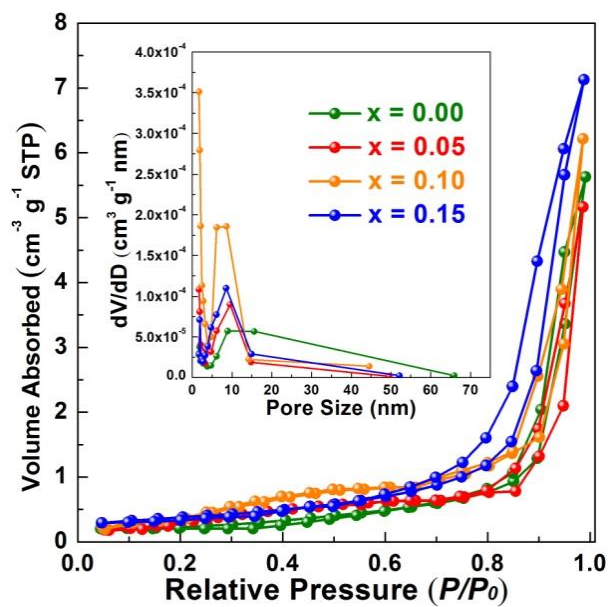 8
7
6
5
4
3
2
1
0
Volume Absorbed (cm⁻³ g⁻¹ STP)
0.0 0.2 0.4 0.6 0.8 1.0
Relative Pressure (P/P₀)
4.0x10⁻⁴
3.5x10⁻⁴
3.0x10⁻⁴
2.5x10⁻⁴
2.0x10⁻⁴
1.5x10⁻⁴
1.0x10⁻⁴
5.0x10⁻⁵
0.0
dV/dD (cm³ g⁻¹ nm)
0 10 20 30 40 50 60 70
Pore Size (nm)
x = 0.00
x = 0.05
x = 0.10
x = 0.15